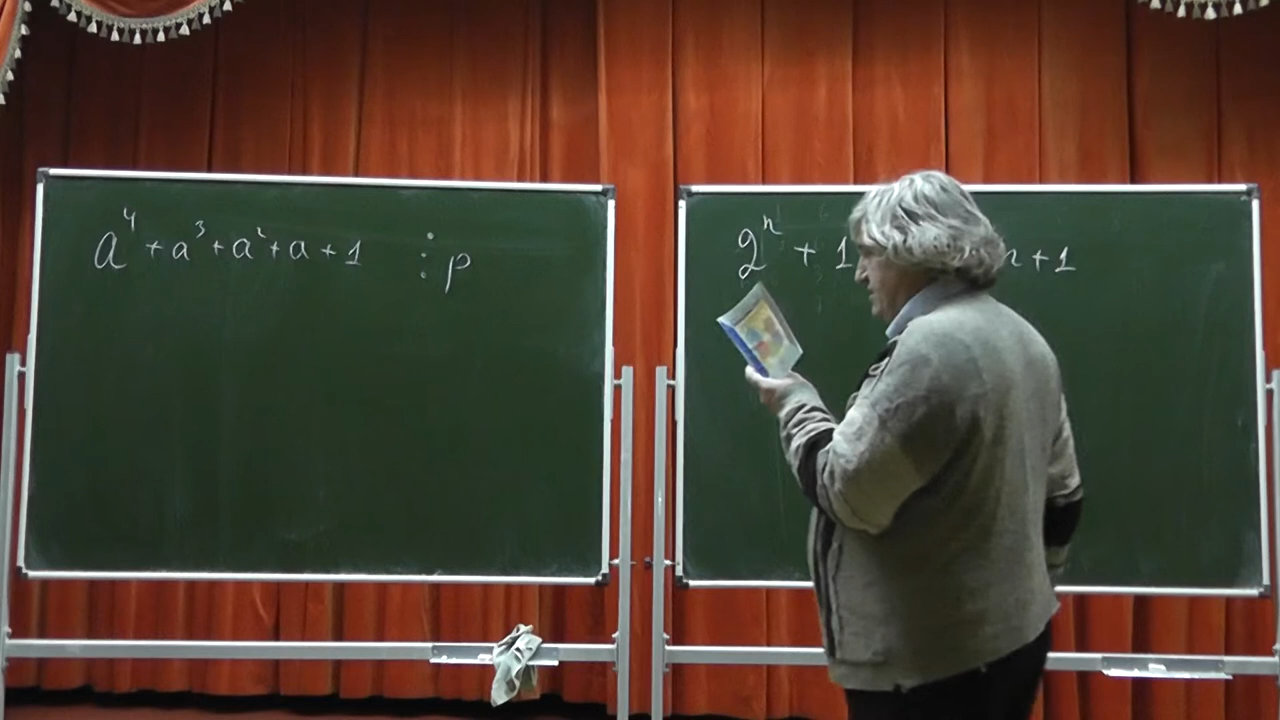 a⁴ + a³ + a² + a + 1 ⋮ p
2ⁿ + 1 n + 1